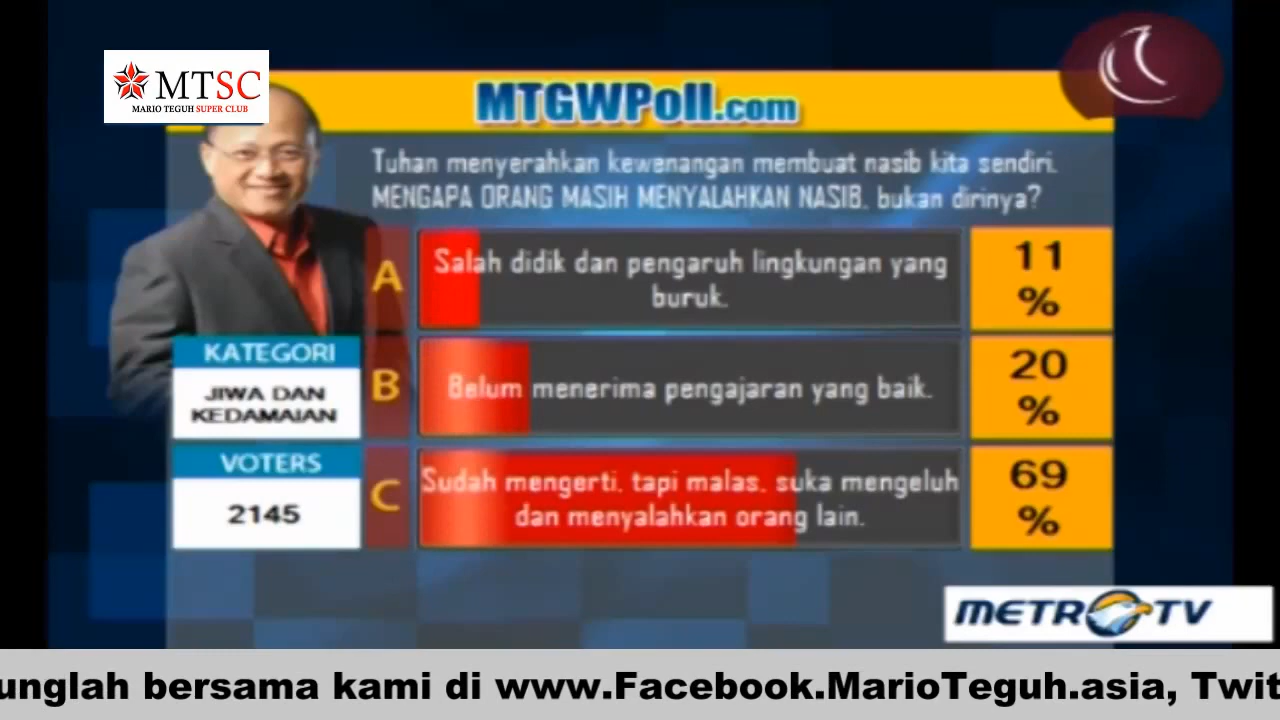 MTSC
MARIO TEGUH SUPER CLUB
MTGWPoll.com
Tuhan menyerahkan kewenangan membuat nasib kita sendiri.
MENGAPA ORANG MASIH MENYALAHKAN NASIB, bukan dirinya?
A
Salah didik dan pengaruh lingkungan yang
buruk.
11
%
KATEGORI
JIWA DAN
KEDAMAIAN
B
Belum menerima pengajaran yang baik.
20
%
VOTERS
2145
C
Sudah mengerti, tapi malas, suka mengeluh
dan menyalahkan orang lain.
69
%
METRO TV
unglah bersama kami di www.Facebook.MarioTeguh.asia, Twit